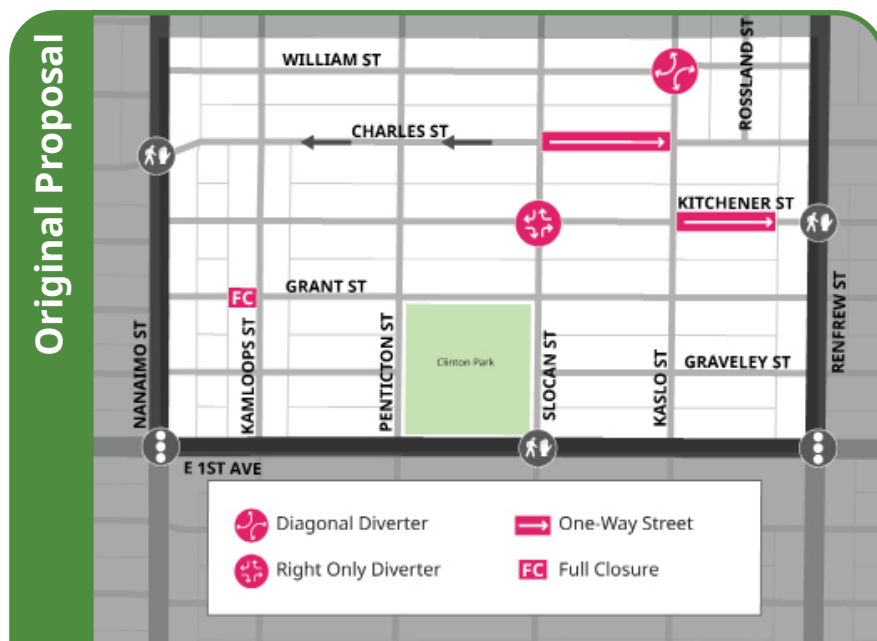 Original Proposal
WILLIAM ST
ROSSLAND ST
CHARLES ST
KITCHENER ST
GRANT ST
FC
NANAIMO ST
KAMLOOPS ST
PENTICTON ST
Clinton Park
SLOCAN ST
KASLO ST
GRAVELEY ST
RENFREW ST
E 1ST AVE
Diagonal Diverter
One-Way Street
Right Only Diverter
FC Full Closure